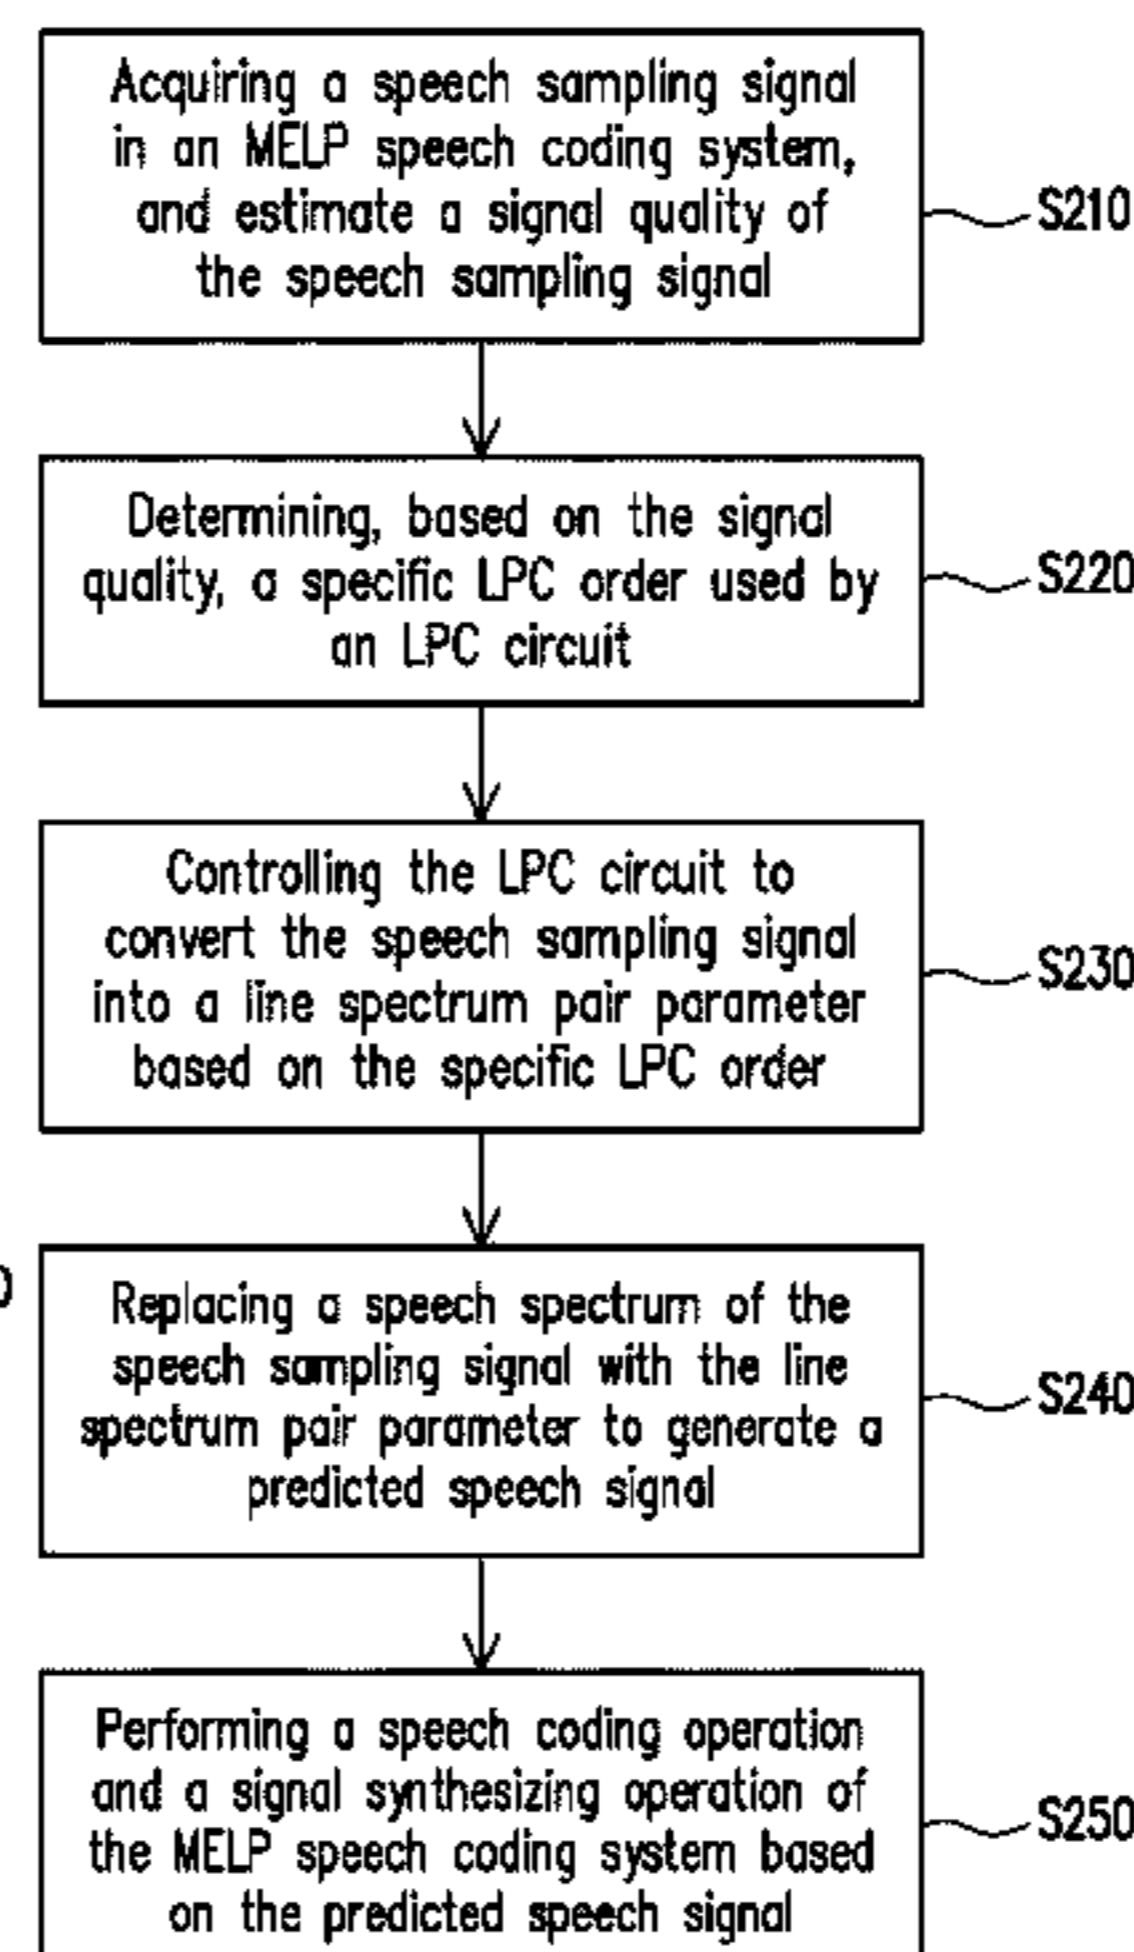 Acquiring a speech sampling signal
in an MELP speech coding system,
and estimate a signal quality of
the speech sampling signal
S210
Determining, based on the signal
quality, a specific LPC order used by
an LPC circuit
S220
Controlling the LPC circuit to
convert the speech sampling signal
into a line spectrum pair parameter
based on the specific LPC order
S230
Replacing a speech spectrum of the
speech sampling signal with the line
spectrum pair parameter to generate a
predicted speech signal
S240
Performing a speech coding operation
and a signal synthesizing operation of
the MELP speech coding system based
on the predicted speech signal
S250